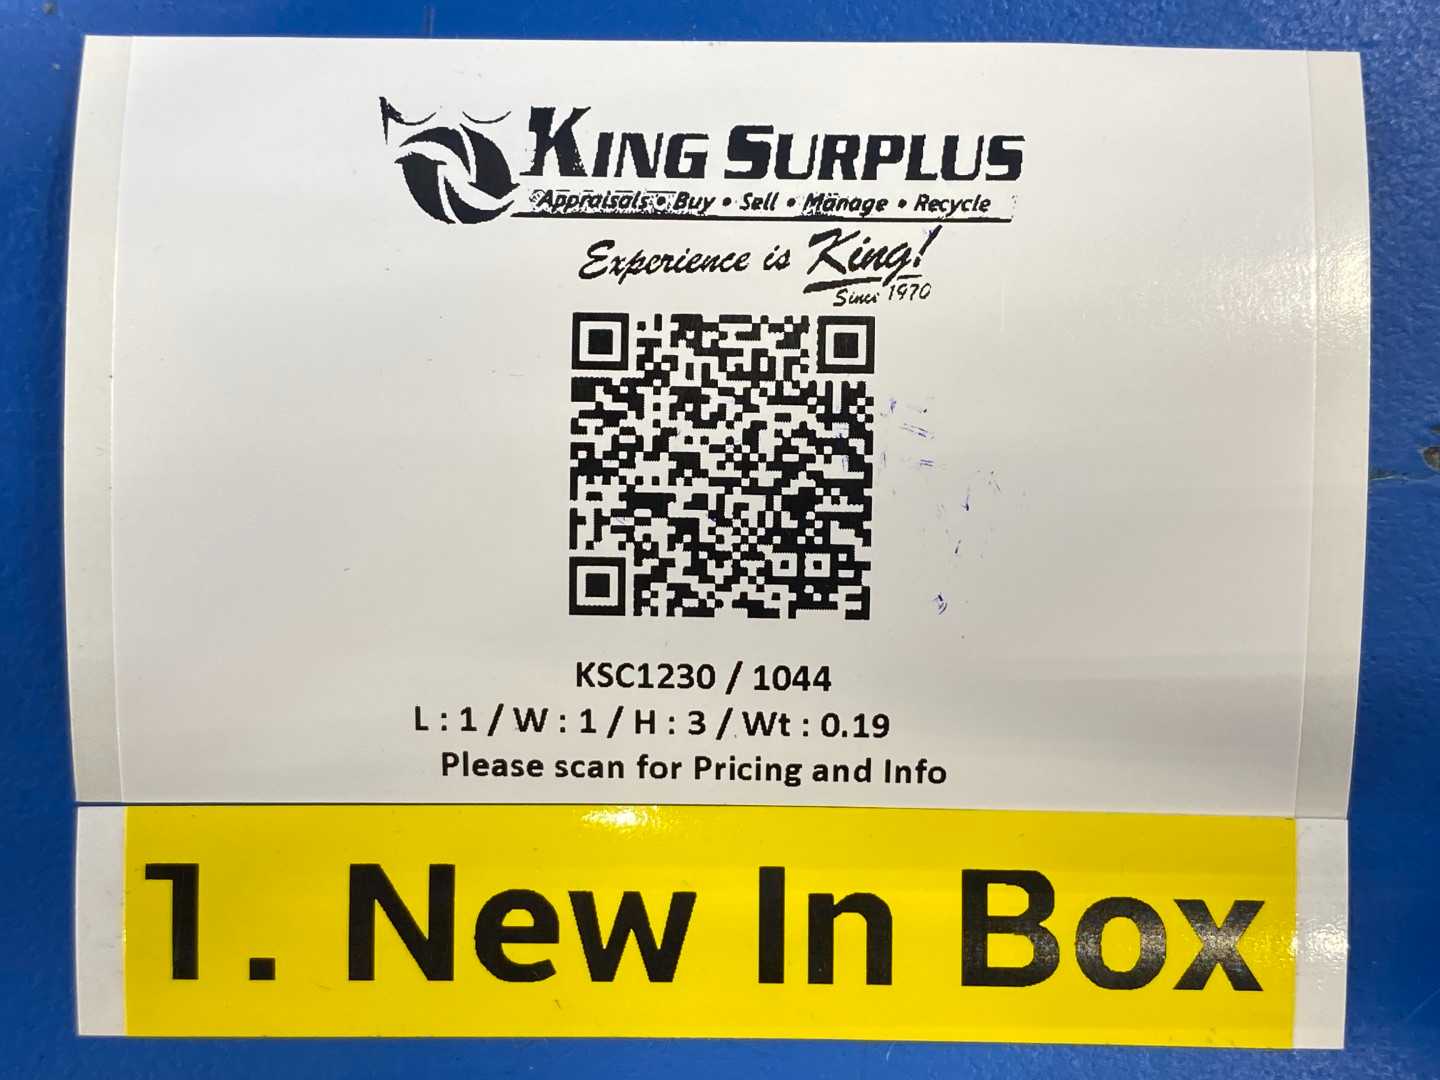 KING SURPLUS
Appraisals • Buy • Sell • Manage • Recycle
Experience is King!
Since 1970
KSC1230 / 1044
L : 1 / W : 1 / H : 3 / Wt : 0.19
Please scan for Pricing and Info
1. New In Box